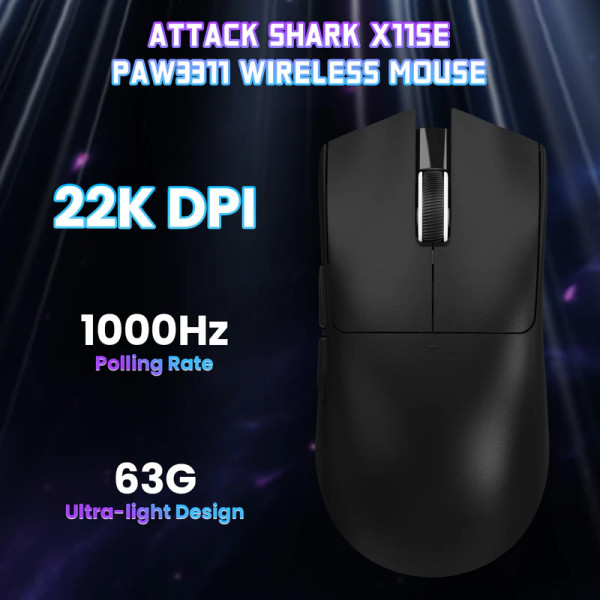 ATTACK SHARK X11SE
PAW3311 WIRELESS MOUSE
22K DPI
1000Hz
Polling Rate
63G
Ultra-light Design